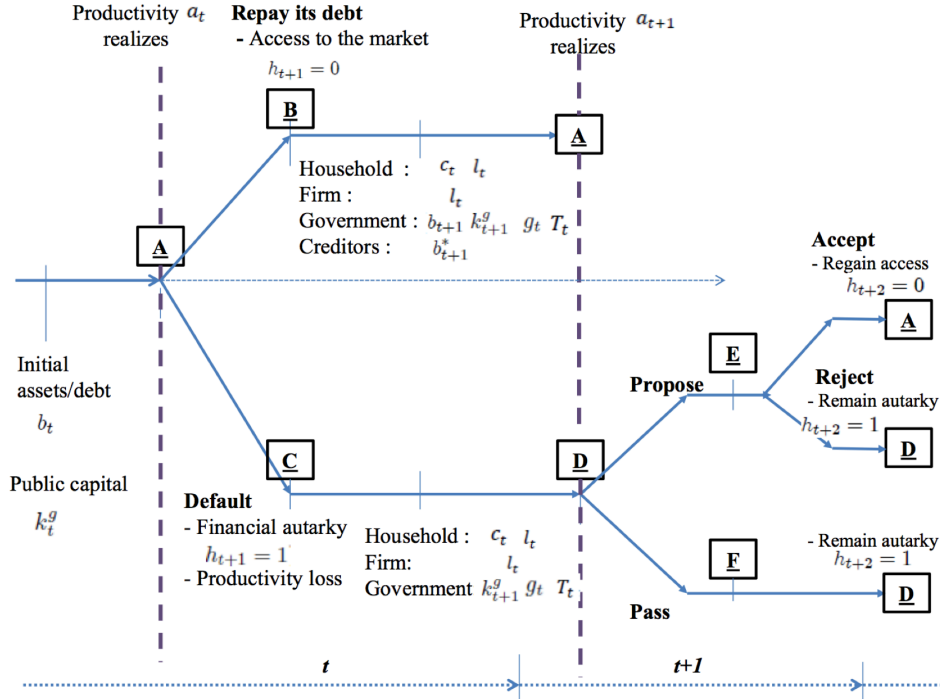 Productivity a_t
realizes
Repay its debt
- Access to the market
h_{t+1} = 0
Productivity a_{t+1}
realizes
B
A
Household : c_t l_t
Firm : l_t
Government : b_{t+1} k^g_{t+1} g_t T_t
Creditors : b^*_{t+1}
A
Accept
- Regain access
h_{t+2} = 0
A
Initial
assets/debt
b_t
E
Propose
Reject
- Remain autarky
h_{t+2} = 1
D
Public capital
k^g_t
C
D
Default
- Financial autarky
h_{t+1} = 1
- Productivity loss
Household : c_t l_t
Firm: l_t
Government k^g_{t+1} g_t T_t
F
- Remain autarky
h_{t+2} = 1
D
Pass
t
t+1